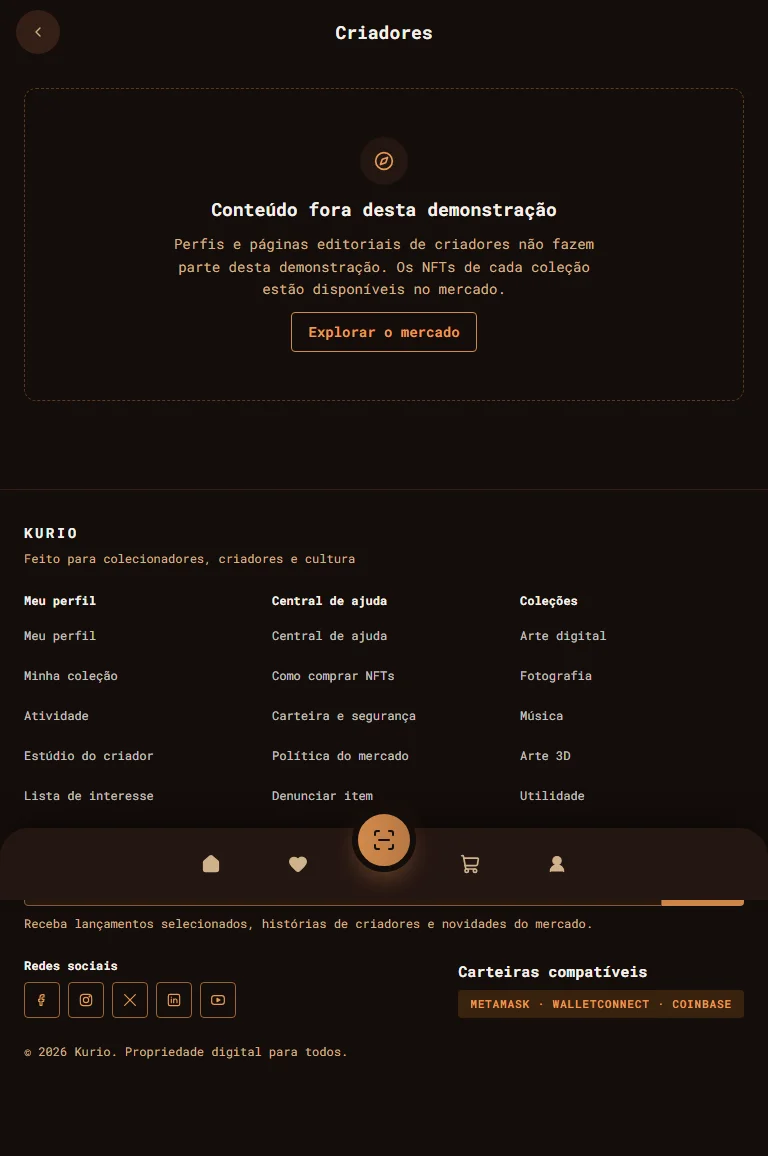 Criadores
Conteúdo fora desta demonstração
Perfis e páginas editoriais de criadores não fazem
parte desta demonstração. Os NFTs de cada coleção
estão disponíveis no mercado.
Explorar o mercado
KURIO
Feito para colecionadores, criadores e cultura
Meu perfil
Meu perfil
Minha coleção
Atividade
Estúdio do criador
Lista de interesse
Central de ajuda
Central de ajuda
Como comprar NFTs
Carteira e segurança
Política do mercado
Denunciar item
Coleções
Arte digital
Fotografia
Música
Arte 3D
Utilidade
Receba lançamentos selecionados, histórias de criadores e novidades do mercado.
Redes sociais
Carteiras compatíveis
METAMASK · WALLETCONNECT · COINBASE
© 2026 Kurio. Propriedade digital para todos.